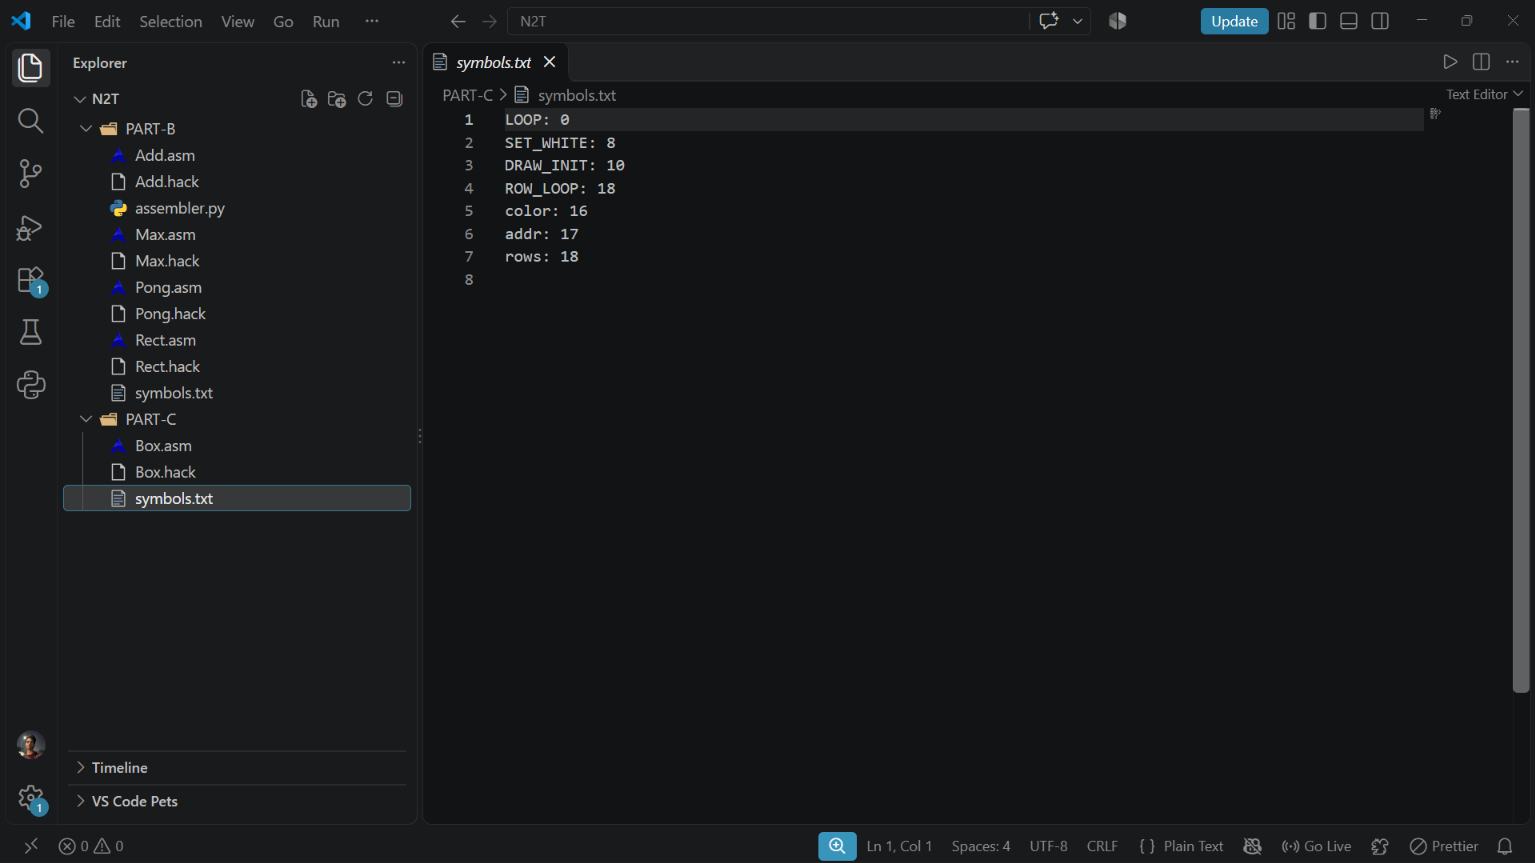 File Edit Selection View Go Run ··· N2T Update
Explorer ···
N2T
PART-B
Add.asm
Add.hack
assembler.py
Max.asm
Max.hack
Pong.asm
Pong.hack
Rect.asm
Rect.hack
symbols.txt
PART-C
Box.asm
Box.hack
symbols.txt
Timeline
VS Code Pets
1
1
symbols.txt
PART-C > symbols.txt Text Editor
1 LOOP: 0
2 SET_WHITE: 8
3 DRAW_INIT: 10
4 ROW_LOOP: 18
5 color: 16
6 addr: 17
7 rows: 18
8
0 0 Ln 1, Col 1 Spaces: 4 UTF-8 CRLF { } Plain Text Go Live Prettier